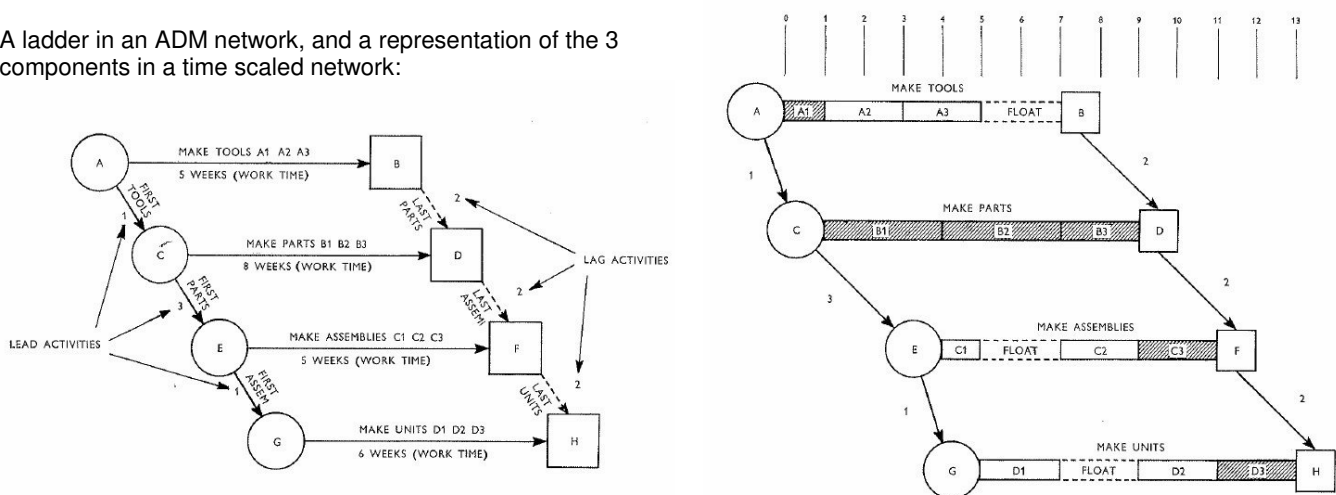 A ladder in an ADM network, and a representation of the 3
components in a time scaled network:
A
MAKE TOOLS A1 A2 A3
5 WEEKS (WORK TIME)
B
FIRST
TOOLS
1
LAST
PARTS
2
C
MAKE PARTS B1 B2 B3
8 WEEKS (WORK TIME)
D
LAG ACTIVITIES
FIRST
PARTS
3
LAST
ASSEMI
2
LEAD ACTIVITIES
E
MAKE ASSEMBLIES C1 C2 C3
5 WEEKS (WORK TIME)
F
FIRST
ASSEM
1
LAST
UNITS
2
G
MAKE UNITS D1 D2 D3
6 WEEKS (WORK TIME)
H
0 1 2 3 4 5 6 7 8 9 10 11 12 13
MAKE TOOLS
A A1 A2 A3 FLOAT B
1
2
MAKE PARTS
C B1 B2 B3 D
3
2
MAKE ASSEMBLIES
E C1 FLOAT C2 C3 F
1
2
MAKE UNITS
G D1 FLOAT D2 D3 H